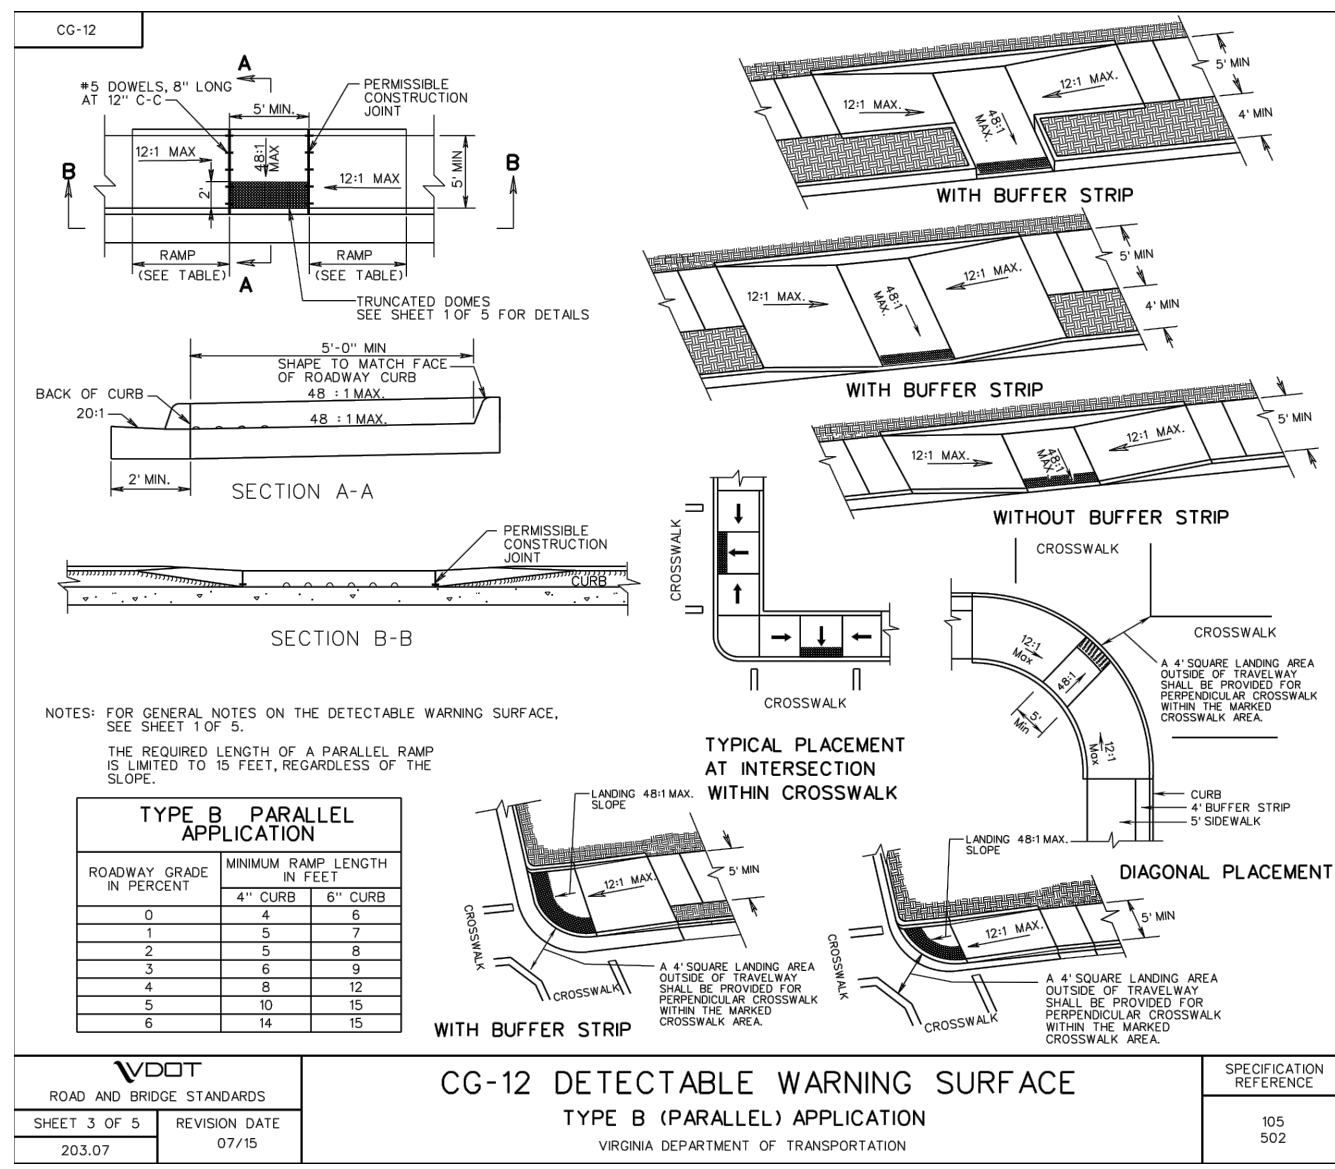 CG-12
A
#5 DOWELS, 8" LONG
AT 12" C-C
5' MIN.
PERMISSIBLE
CONSTRUCTION
JOINT
12:1 MAX
48:1
MAX
12:1 MAX
2'
5' MIN
B
B
RAMP
(SEE TABLE)
RAMP
(SEE TABLE)
A
TRUNCATED DOMES
SEE SHEET 1 OF 5 FOR DETAILS
5'-0" MIN
SHAPE TO MATCH FACE
OF ROADWAY CURB
BACK OF CURB
48 : 1 MAX.
20:1
48 : 1 MAX.
2' MIN.
SECTION A-A
PERMISSIBLE
CONSTRUCTION
JOINT
CURB
SECTION B-B
NOTES: FOR GENERAL NOTES ON THE DETECTABLE WARNING SURFACE,
SEE SHEET 1 OF 5.
THE REQUIRED LENGTH OF A PARALLEL RAMP
IS LIMITED TO 15 FEET, REGARDLESS OF THE
SLOPE.
TYPE B PARALLEL
APPLICATION
ROADWAY GRADE
IN PERCENT
MINIMUM RAMP LENGTH
IN FEET
4" CURB 6" CURB
0 4 6
1 5 7
2 5 8
3 6 9
4 8 12
5 10 15
6 14 15
12:1 MAX.
48:1
MAX.
12:1 MAX.
5' MIN
4' MIN
WITH BUFFER STRIP
12:1 MAX.
48:1
MAX.
12:1 MAX.
5' MIN
4' MIN
WITH BUFFER STRIP
12:1 MAX.
48:1
MAX.
12:1 MAX.
5' MIN
WITHOUT BUFFER STRIP
CROSSWALK
CROSSWALK
TYPICAL PLACEMENT
AT INTERSECTION
WITHIN CROSSWALK
CROSSWALK
CROSSWALK
12:1
Max
48:1
5'
Min
12:1
Max
A 4' SQUARE LANDING AREA
OUTSIDE OF TRAVELWAY
SHALL BE PROVIDED FOR
PERPENDICULAR CROSSWALK
WITHIN THE MARKED
CROSSWALK AREA.
CURB
4' BUFFER STRIP
5' SIDEWALK
DIAGONAL PLACEMENT
LANDING 48:1 MAX.
SLOPE
12:1 MAX.
5' MIN
CROSSWALK
CROSSWALK
A 4' SQUARE LANDING AREA
OUTSIDE OF TRAVELWAY
SHALL BE PROVIDED FOR
PERPENDICULAR CROSSWALK
WITHIN THE MARKED
CROSSWALK AREA.
WITH BUFFER STRIP
LANDING 48:1 MAX.
SLOPE
12:1 MAX.
5' MIN
CROSSWALK
CROSSWALK
A 4' SQUARE LANDING AREA
OUTSIDE OF TRAVELWAY
SHALL BE PROVIDED FOR
PERPENDICULAR CROSSWALK
WITHIN THE MARKED
CROSSWALK AREA.
VDOT
ROAD AND BRIDGE STANDARDS
SHEET 3 OF 5
203.07
REVISION DATE
07/15
CG-12 DETECTABLE WARNING SURFACE
TYPE B (PARALLEL) APPLICATION
VIRGINIA DEPARTMENT OF TRANSPORTATION
SPECIFICATION
REFERENCE
105
502